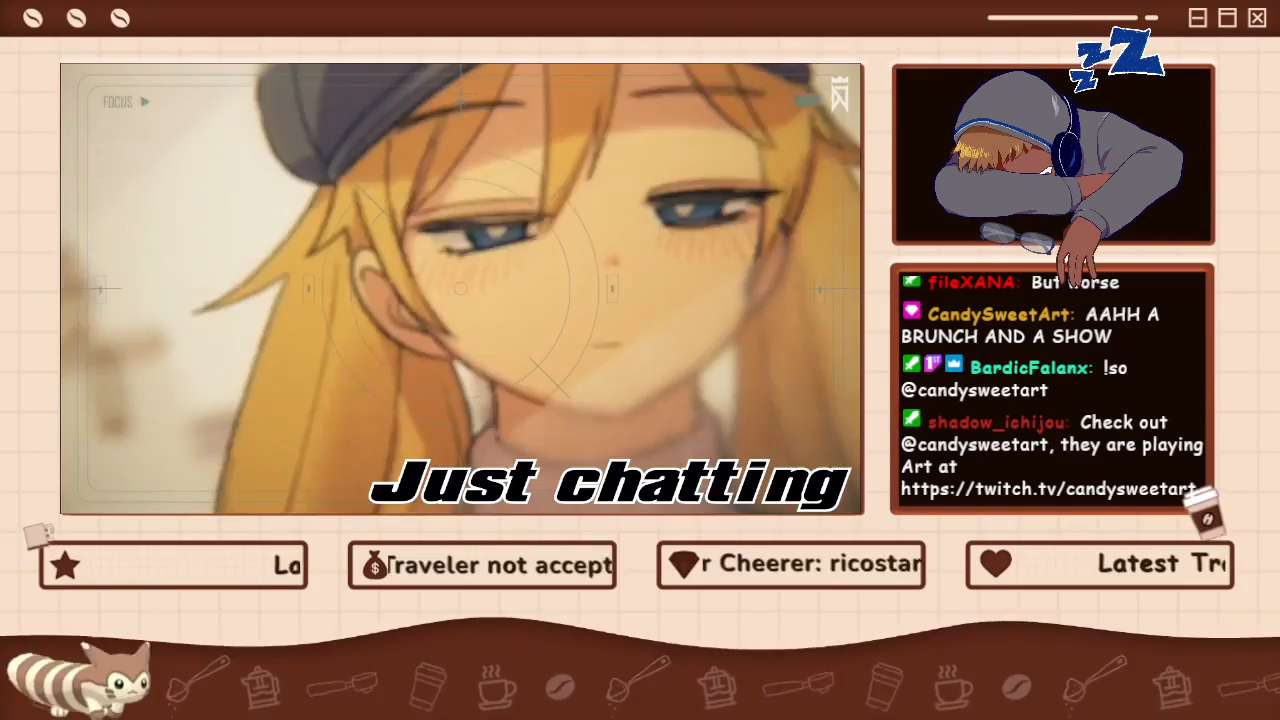 FOCUS
zzZ
Just chatting
fileXANA: But worse
CandySweetArt: AAHH A
BRUNCH AND A SHOW
BardicFalanx: !so
@candysweetart
shadow_ichijou: Check out
@candysweetart, they are playing
Art at
https://twitch.tv/candysweetart
La
Traveler not accept
r Cheerer: ricostar
Latest Tr